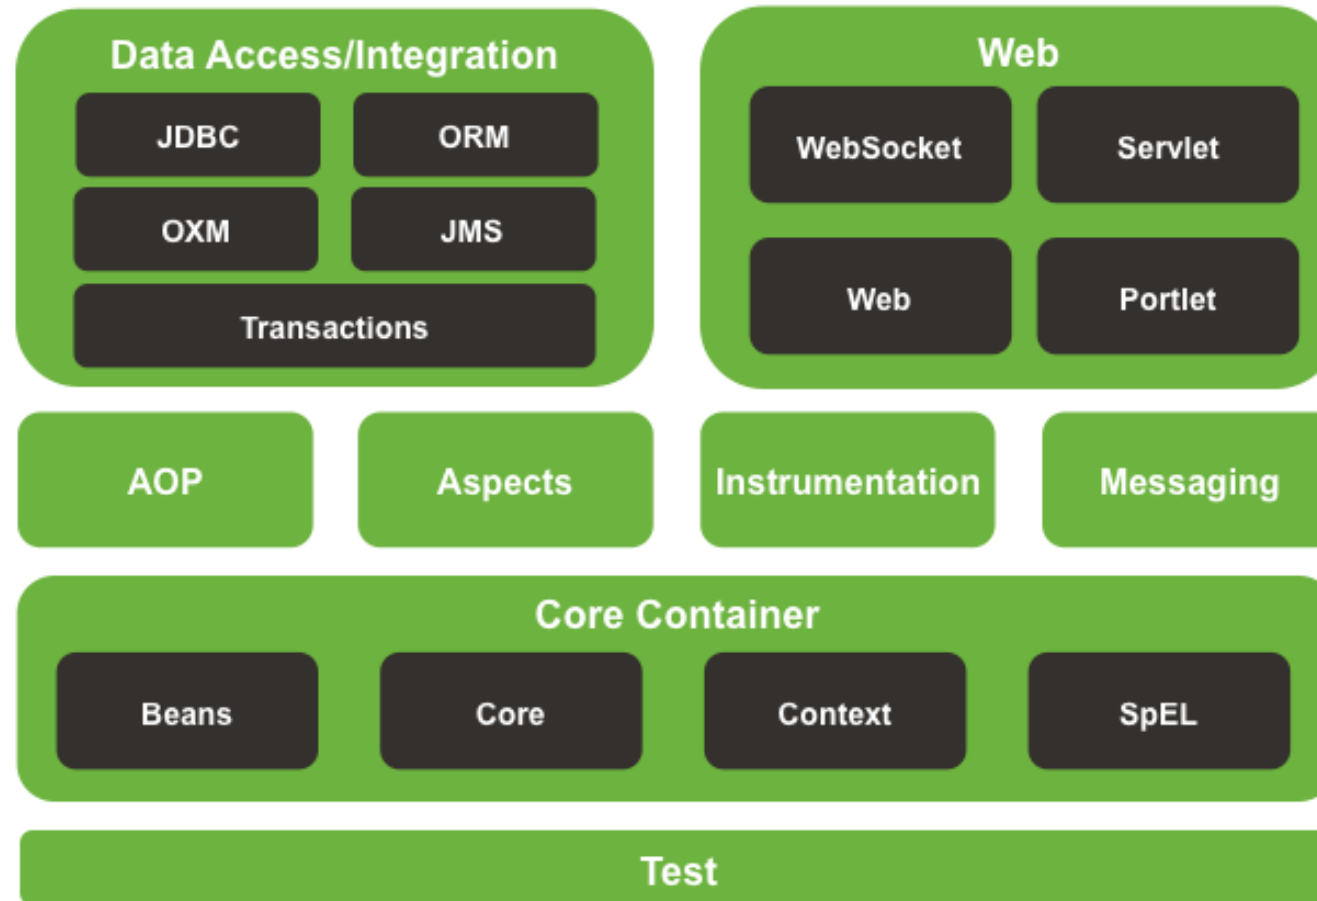 Data Access/Integration
JDBC
ORM
OXM
JMS
Transactions
Web
WebSocket
Servlet
Web
Portlet
AOP
Aspects
Instrumentation
Messaging
Core Container
Beans
Core
Context
SpEL
Test